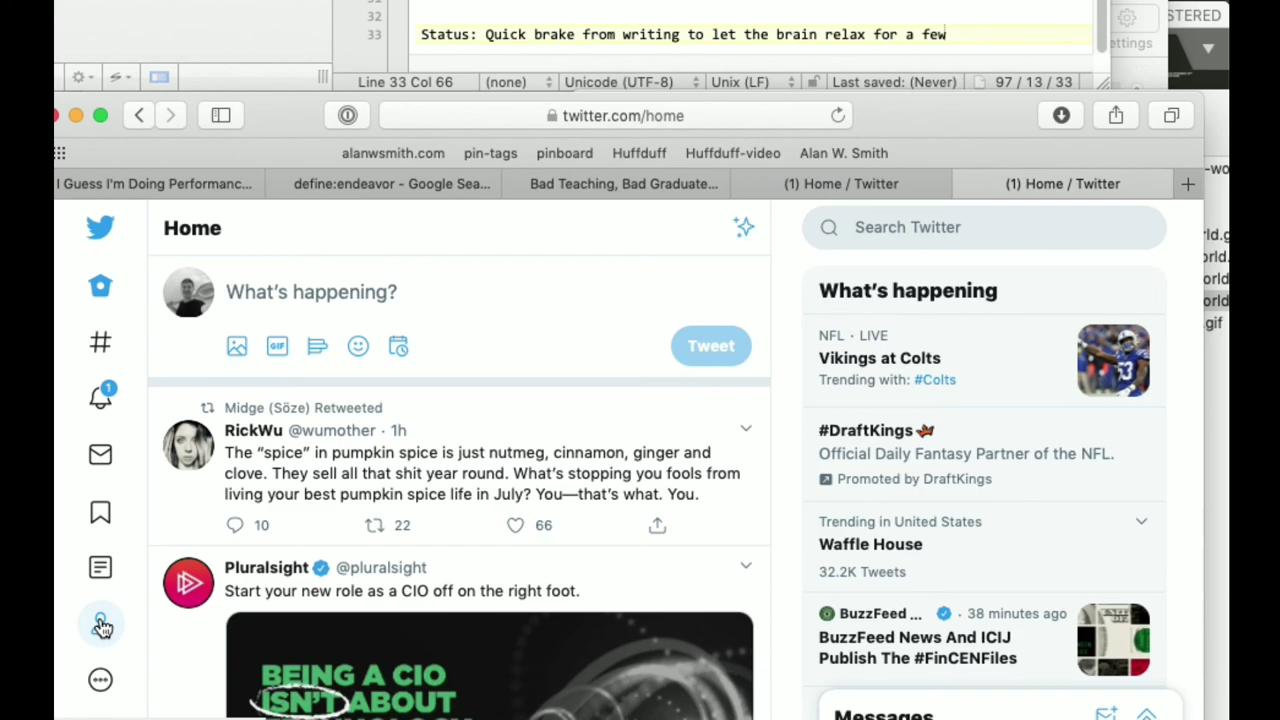 32
33
Status: Quick brake from writing to let the brain relax for a few
STERED
ettings
Line 33 Col 66 (none) Unicode (UTF-8) Unix (LF) Last saved: (Never) 97 / 13 / 33
twitter.com/home
alanwsmith.com pin-tags pinboard Huffduff Huffduff-video Alan W. Smith
I Guess I'm Doing Performanc... define:endeavor - Google Sea... Bad Teaching, Bad Graduate... (1) Home / Twitter (1) Home / Twitter
Home
What's happening?
GIF
Tweet
1
Midge (Söze) Retweeted
RickWu @wumother · 1h
The “spice” in pumpkin spice is just nutmeg, cinnamon, ginger and
clove. They sell all that shit year round. What’s stopping you fools from
living your best pumpkin spice life in July? You—that’s what. You.
10 22 66
Pluralsight @pluralsight
Start your new role as a CIO off on the right foot.
BEING A CIO
ISN'T ABOUT
Search Twitter
What’s happening
NFL · LIVE
Vikings at Colts
Trending with: #Colts
#DraftKings
Official Daily Fantasy Partner of the NFL.
Promoted by DraftKings
Trending in United States
Waffle House
32.2K Tweets
BuzzFeed ... · 38 minutes ago
BuzzFeed News And ICIJ
Publish The #FinCENFiles
Messages
-wo
rld.g
orld.
orld
orld
.gif